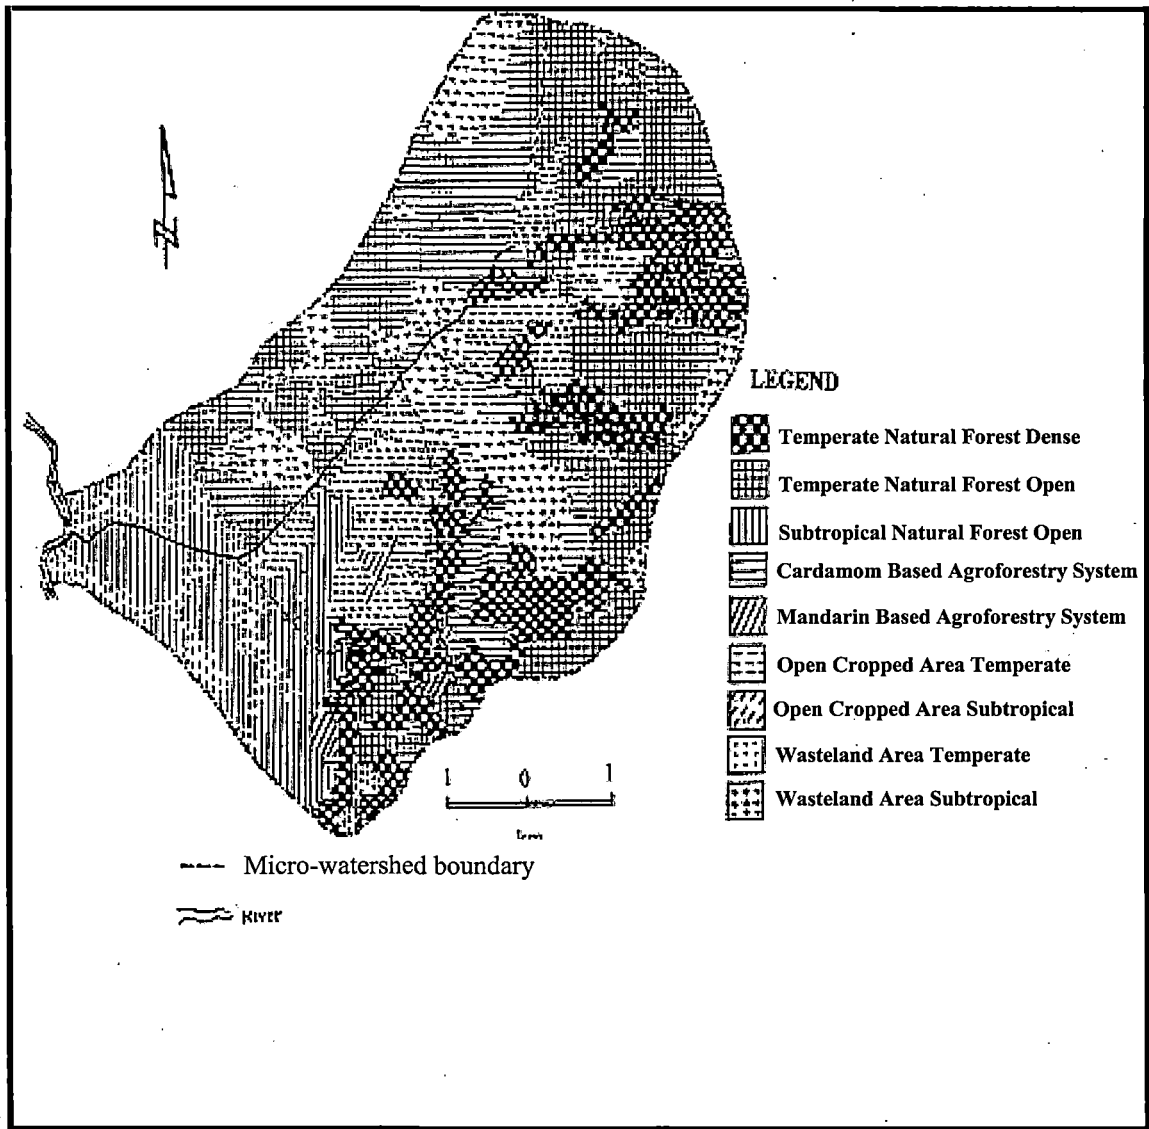 N
LEGEND
Temperate Natural Forest Dense
Temperate Natural Forest Open
Subtropical Natural Forest Open
Cardamom Based Agroforestry System
Mandarin Based Agroforestry System
Open Cropped Area Temperate
Open Cropped Area Subtropical
Wasteland Area Temperate
Wasteland Area Subtropical
1 0 1
Micro-watershed boundary
River